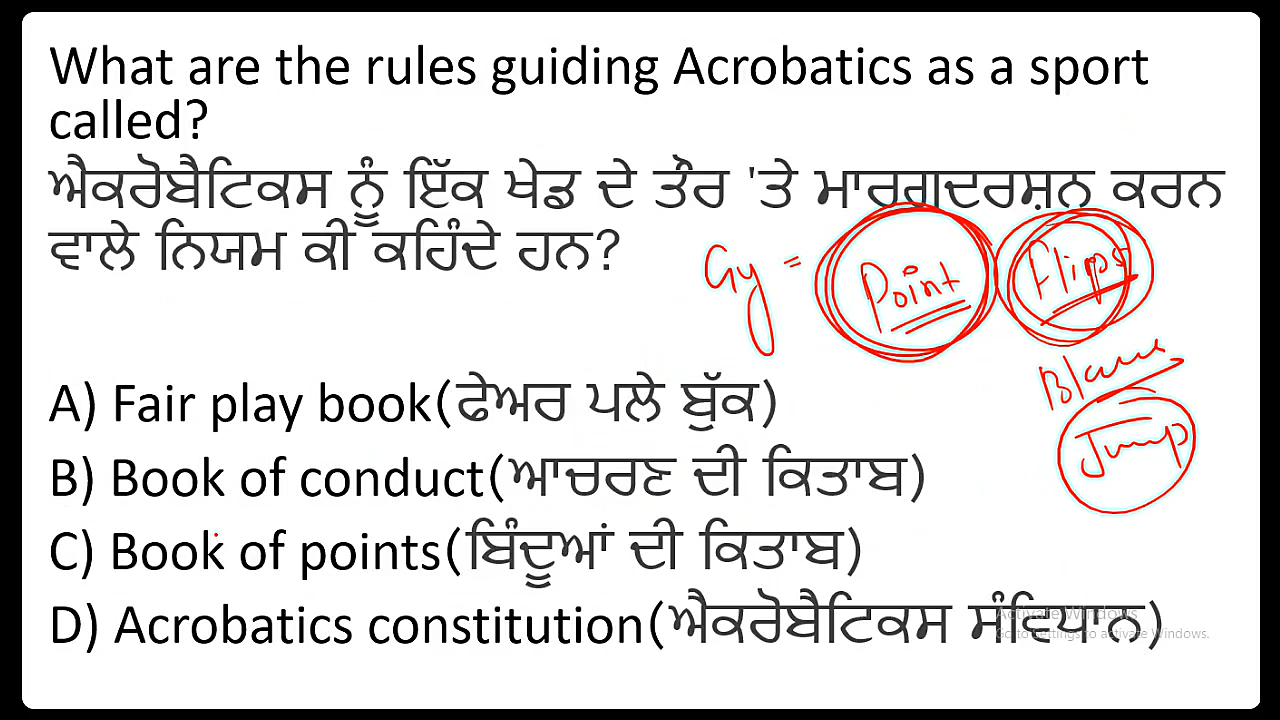 What are the rules guiding Acrobatics as a sport
called?
ਐਕਰੋਬੈਟਿਕਸ ਨੂੰ ਇੱਕ ਖੇਡ ਦੇ ਤੌਰ 'ਤੇ ਮਾਰਗਦਰਸ਼ਨ ਕਰਨ
ਵਾਲੇ ਨਿਯਮ ਕੀ ਕਹਿੰਦੇ ਹਨ?
Gy = Point Flips
Jump
A) Fair play book(ਫੇਅਰ ਪਲੇ ਬੁੱਕ)
B) Book of conduct(ਆਚਰਣ ਦੀ ਕਿਤਾਬ)
C) Book of points(ਬਿੰਦੂਆਂ ਦੀ ਕਿਤਾਬ)
D) Acrobatics constitution(ਐਕਰੋਬੈਟਿਕਸ ਸੰਵਿਧਾਨ)
Activate Windows
Go to Settings to activate Windows.